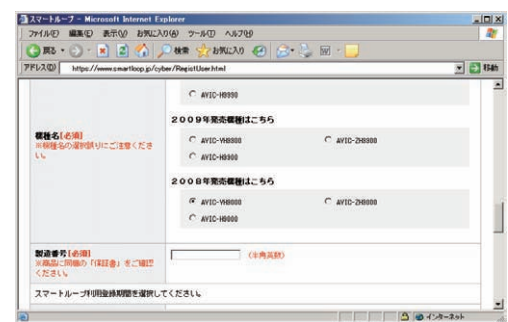 スマートループ - Microsoft Internet Explorer
ファイル(F) 編集(E) 表示(V) お気に入り(A) ツール(T) ヘルプ(H)
戻る 検索 お気に入り
アドレス(D) https://www.smartloop.jp/cyber/RegistUser.html 移動
AVIC-H9990
2009年発売機種はこちら
機種名[必須]
※機種名の選択誤りにご注意ください。
AVIC-VH9900 AVIC-ZH9900
AVIC-H9900
2008年発売機種はこちら
AVIC-VH9000 AVIC-ZH9000
AVIC-H9000
製造番号[必須]
※商品に同梱の「保証書」をご確認
ください。
(半角英数)
スマートループ利用登録期間を選択してください。
インターネット